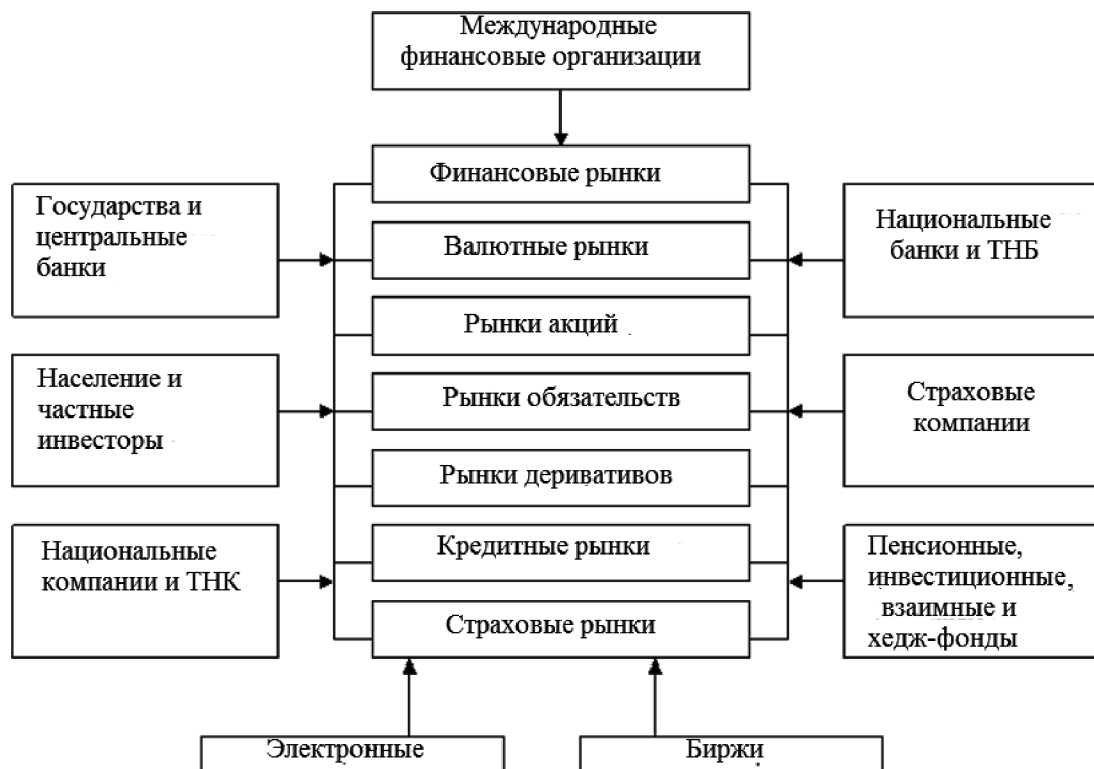 Международные
финансовые организации
Финансовые рынки
Государства и
центральные
банки
Валютные рынки
Национальные
банки и ТНБ
Рынки акций
Население и
частные
инвесторы
Рынки обязательств
Страховые
компании
Рынки деривативов
Национальные
компании и ТНК
Кредитные рынки
Пенсионные,
инвестиционные,
взаимные и
хедж-фонды
Страховые рынки
Электронные
Биржи